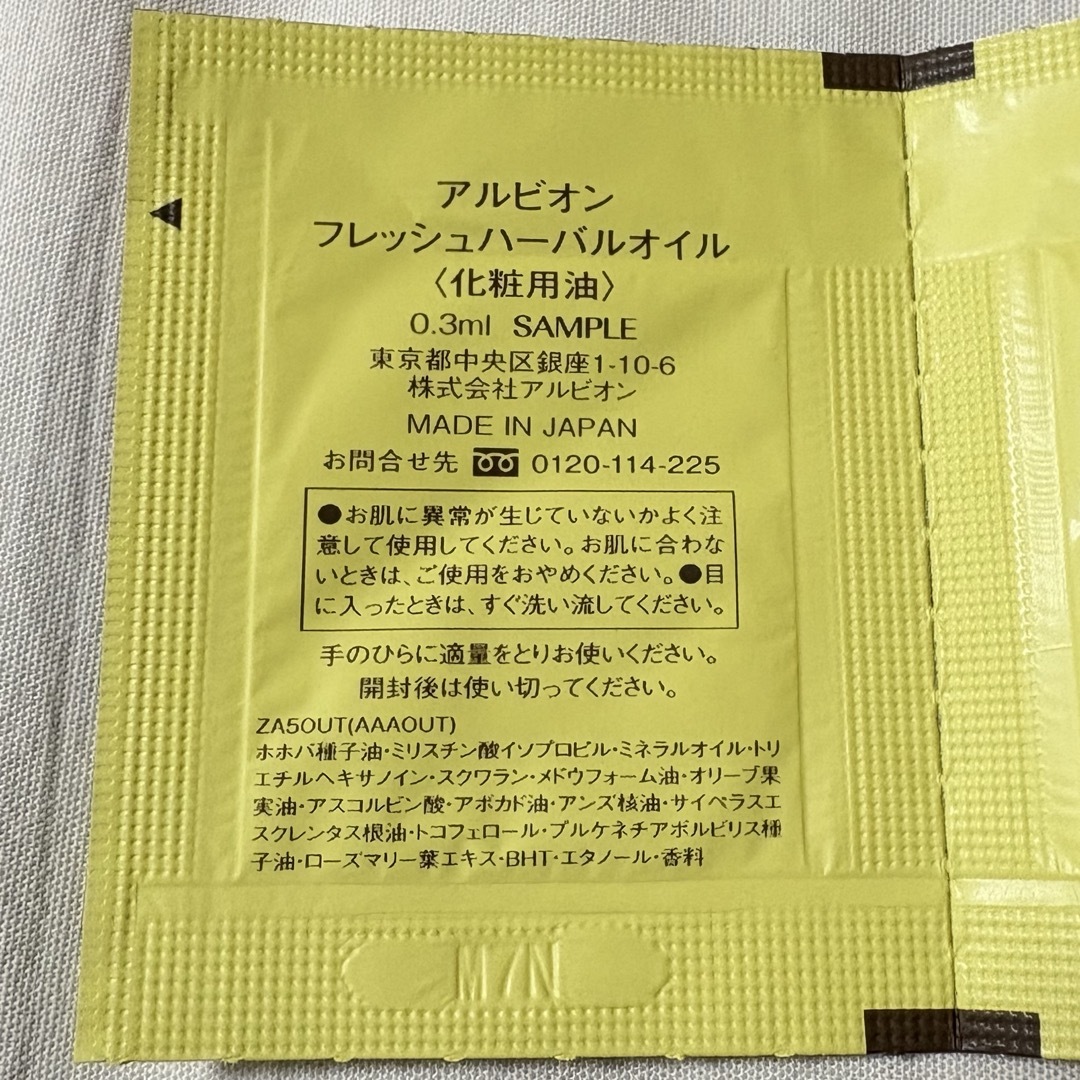 アルビオン
フレッシュハーバルオイル
〈化粧用油〉
0.3ml SAMPLE
東京都中央区銀座1-10-6
株式会社アルビオン
MADE IN JAPAN
お問合せ先 0120-114-225
●お肌に異常が生じていないかよく注
意して使用してください。お肌に合わな
いときは、ご使用をおやめください。●目
に入ったときは、すぐ洗い流してください。
手のひらに適量をとりお使いください。
開封後は使い切ってください。
ZA5OUT(AAAOUT)
ホホバ種子油・ミリスチン酸イソプロピル・ミネラルオイル・トリ
エチルヘキサノイン・スクワラン・メドウフォーム油・オリーブ果
実油・アスコルビン酸・アボカド油・アンズ核油・サイペラスエ
スクレンタス根油・トコフェロール・プルケネチアボルビリス種
子油・ローズマリー葉エキス・BHT・エタノール・香料